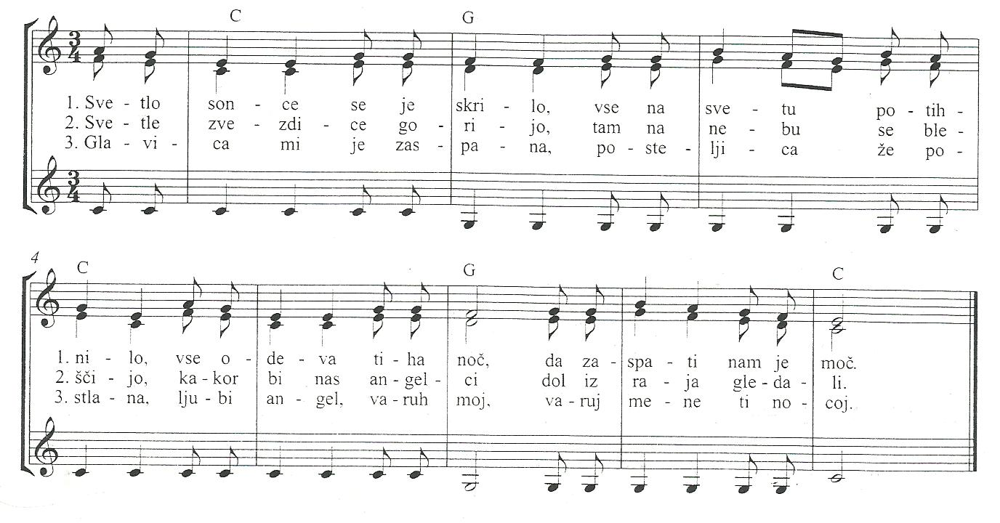 C G
3
4
1. Sve - tlo son - ce se je skri - lo, vse na sve - tu po - tih -
2. Sve - tle zve - zdi - ce go - ri - jo, tam na ne - bu se ble -
3. Gla - vi - ca mi je zas - pa - na, po - ste - lji - ca že po -
3
4
4
C G C
1. ni - lo, vse o - de - va ti - ha noč, da za - spa - ti nam je moč.
2. šči - jo, ka - kor bi nas an - gel - ci dol iz ra - ja gle - da - li.
3. stla - na, lju - bi an - gel, va - ruh moj, va - ruj me - ne ti no - coj.